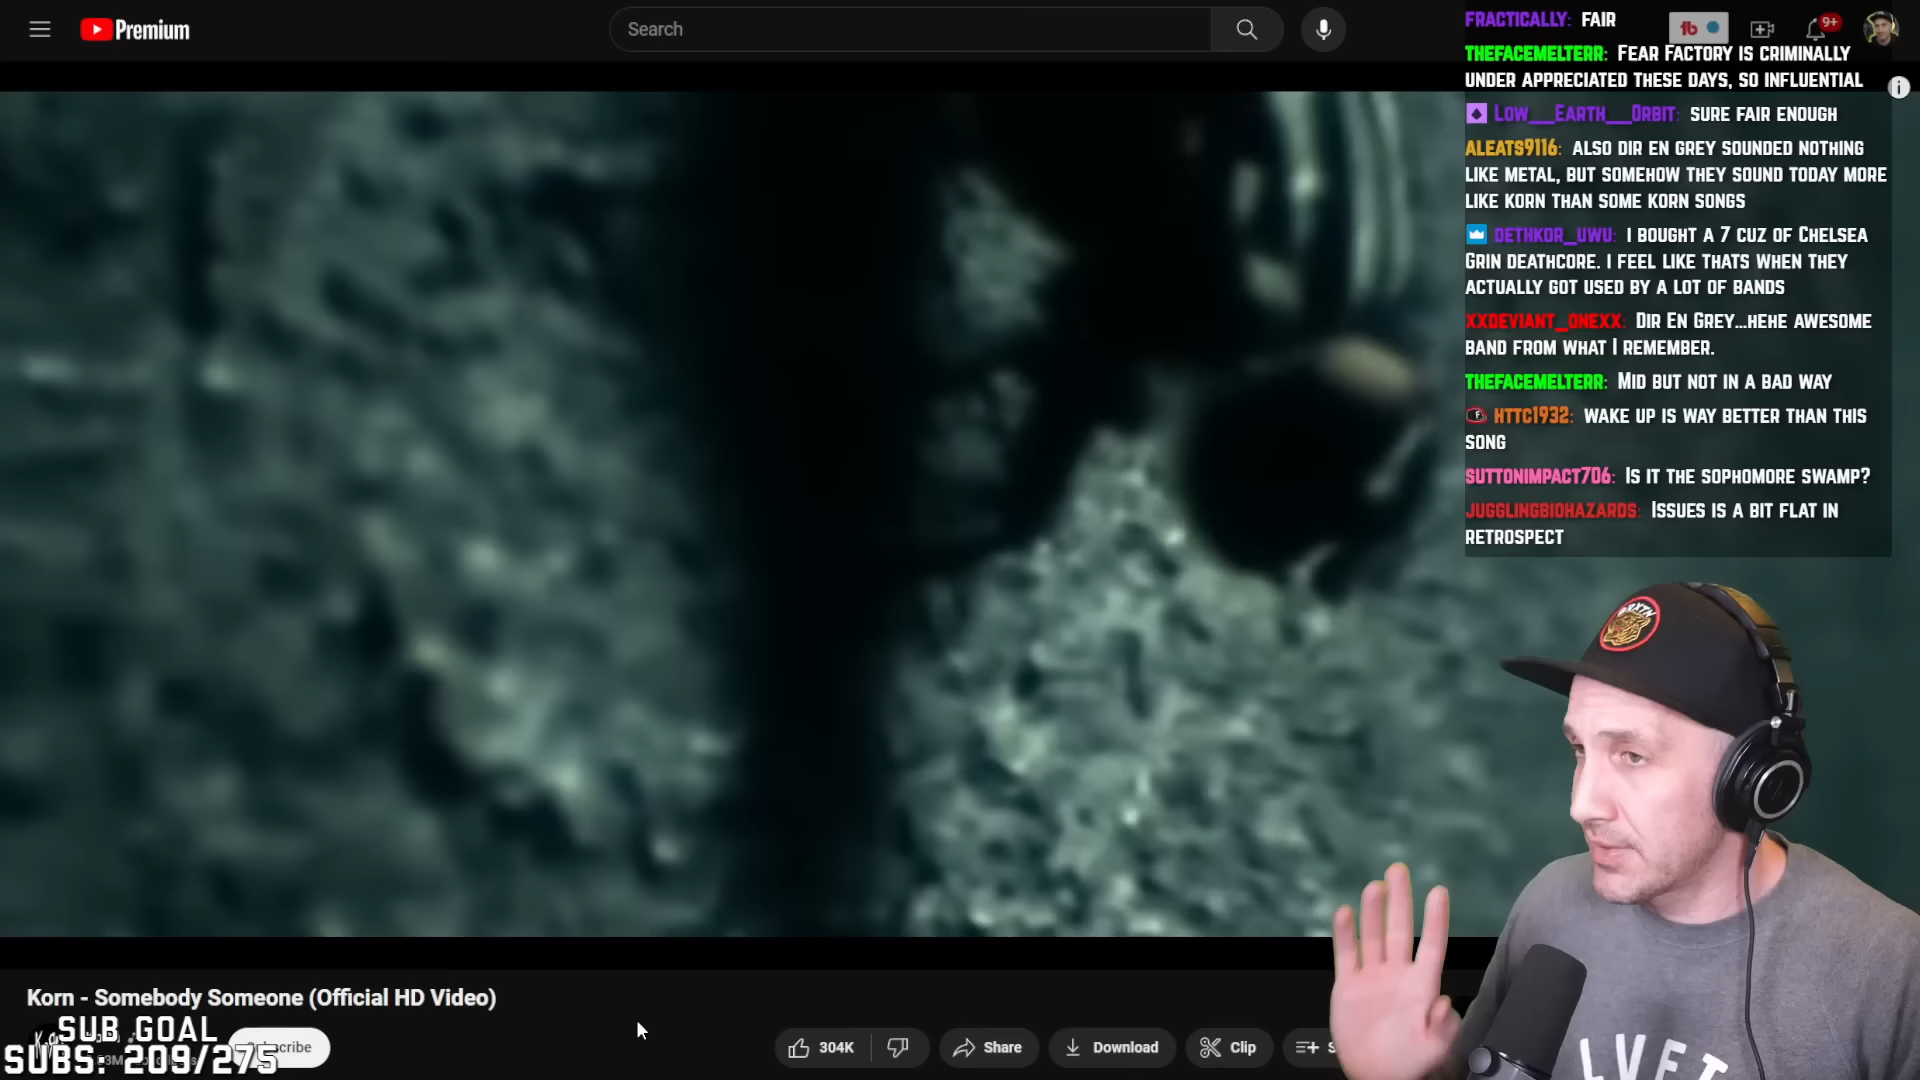 Premium
Search
9+
FRACTICALLY: FAIR
THEFACEMELTERR: FEAR FACTORY IS CRIMINALLY
UNDER APPRECIATED THESE DAYS, SO INFLUENTIAL
LOW__EARTH__ORBIT: SURE FAIR ENOUGH
ALEATS9116: ALSO DIR EN GREY SOUNDED NOTHING
LIKE METAL, BUT SOMEHOW THEY SOUND TODAY MORE
LIKE KORN THAN SOME KORN SONGS
DETHKOR_UWU: I BOUGHT A 7 CUZ OF CHELSEA
GRIN DEATHCORE. I FEEL LIKE THATS WHEN THEY
ACTUALLY GOT USED BY A LOT OF BANDS
XXDEVIANT_ONEXX: DIR EN GREY...HEHE AWESOME
BAND FROM WHAT I REMEMBER.
THEFACEMELTERR: MID BUT NOT IN A BAD WAY
HTTC1932: WAKE UP IS WAY BETTER THAN THIS
SONG
SUTTONIMPACT706: IS IT THE SOPHOMORE SWAMP?
JUGGLINGBIOHAZARDS: ISSUES IS A BIT FLAT IN
RETROSPECT
BRXTN
Korn - Somebody Someone (Official HD Video)
SUB GOAL
SUBS: 209/275
304K
Share
Download
Clip